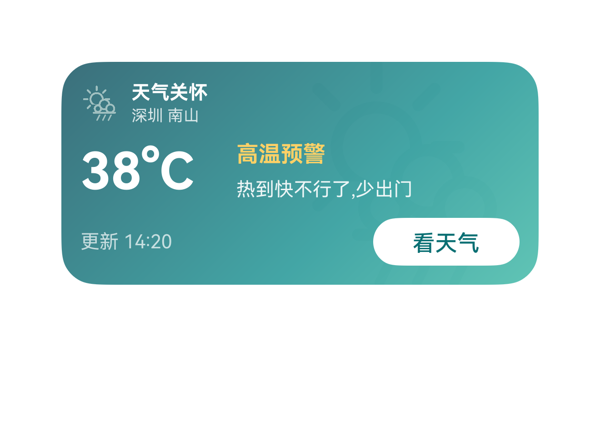 天气关怀
深圳 南山
38°C
高温预警
热到快不行了,少出门
更新 14:20
看天气